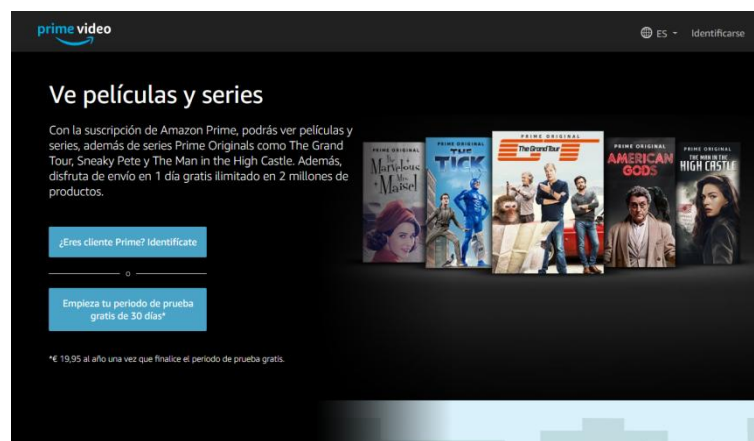 prime video
ES
Identificarse
Ve películas y series
Con la suscripción de Amazon Prime, podrás ver películas y
series, además de series Prime Originals como The Grand
Tour, Sneaky Pete y The Man in the High Castle. Además,
disfruta de envío en 1 día gratis ilimitado en 2 millones de
productos.
¿Eres cliente Prime? Identifícate
o
Empieza tu periodo de prueba
gratis de 30 días*
*€ 19,95 al año una vez que finalice el periodo de prueba gratis.
PRIME ORIGINAL
The
Marvelous
Mrs.
Maisel
PRIME ORIGINAL
THE
TICK
PRIME ORIGINAL
GT
The Grand Tour
PRIME ORIGINAL
AMERICAN
GODS
PRIME ORIGINAL
THE MAN IN THE
HIGH CASTLE